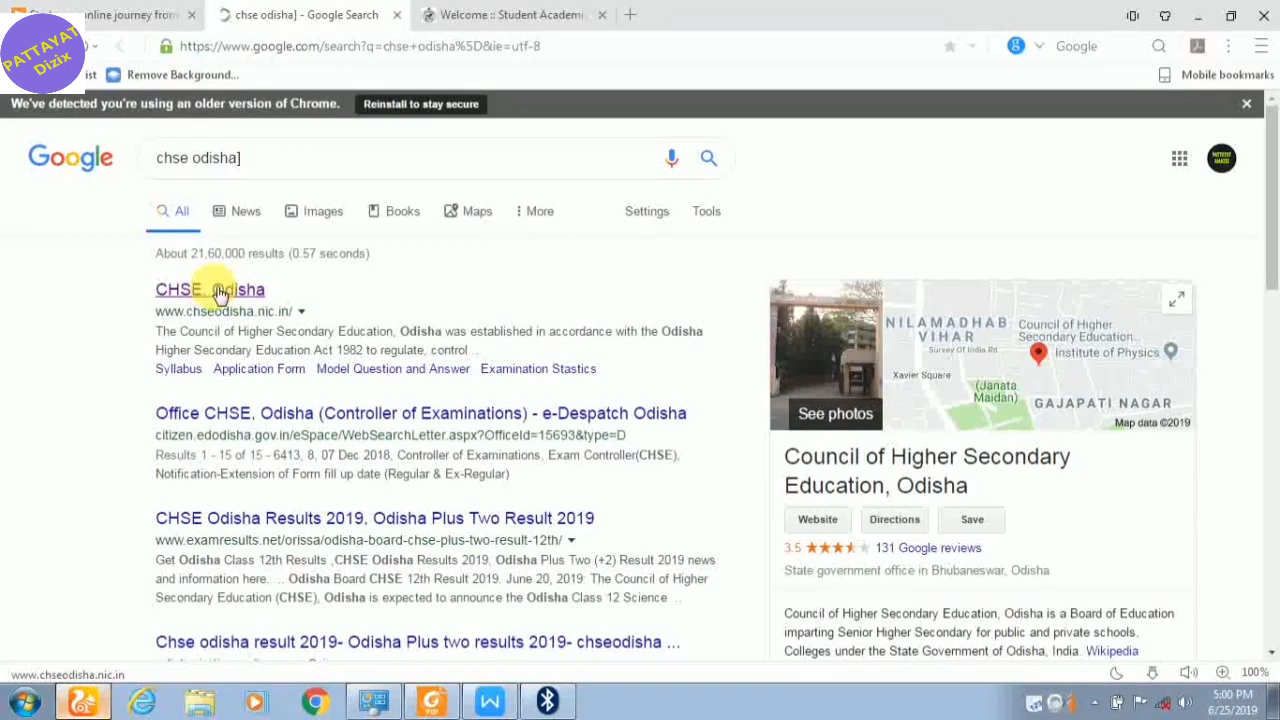 online journey from
chse odisha] - Google Search
Welcome :: Student Academi
PATTAYAT
Dizix
https://www.google.com/search?q=chse+odisha%5D&ie=utf-8
Google
ist
Remove Background...
Mobile bookmarks
We've detected you're using an older version of Chrome.
Reinstall to stay secure
Google
chse odisha]
All
News
Images
Books
Maps
More
Settings
Tools
About 21,60,000 results (0.57 seconds)
CHSE, Odisha
www.chseodisha.nic.in/
The Council of Higher Secondary Education, Odisha was established in accordance with the Odisha
Higher Secondary Education Act 1982 to regulate, control ..
Syllabus Application Form Model Question and Answer Examination Stastics
Office CHSE, Odisha (Controller of Examinations) - e-Despatch Odisha
citizen.edodisha.gov.in/eSpace/WebSearchLetter.aspx?OfficeId=15693&type=D
Results 1 - 15 of 15 - 6413, 8, 07 Dec 2018, Controller of Examinations, Exam Controller(CHSE),
Notification-Extension of Form fill up date (Regular & Ex-Regular)
CHSE Odisha Results 2019, Odisha Plus Two Result 2019
www.examresults.net/orissa/odisha-board-chse-plus-two-result-12th/
Get Odisha Class 12th Results ,CHSE Odisha Results 2019, Odisha Plus Two (+2) Result 2019 news
and information here. ... Odisha Board CHSE 12th Result 2019. June 20, 2019: The Council of Higher
Secondary Education (CHSE), Odisha is expected to announce the Odisha Class 12 Science ..
Chse odisha result 2019- Odisha Plus two results 2019- chseodisha ...
NILAMADHAB
VIHAR
Survey Of India Rd
Xavier Square
(Janata
Maidan)
Council of Higher
Secondary Education...
Institute of Physics
GAJAPATI NAGAR
See photos
Map data ©2019
Council of Higher Secondary
Education, Odisha
Website
Directions
Save
3.5
131 Google reviews
State government office in Bhubaneswar, Odisha
Council of Higher Secondary Education, Odisha is a Board of Education
imparting Senior Higher Secondary for public and private schools.
Colleges under the State Government of Odisha, India. Wikipedia
www.chseodisha.nic.in
100%
5:00 PM
6/25/2019